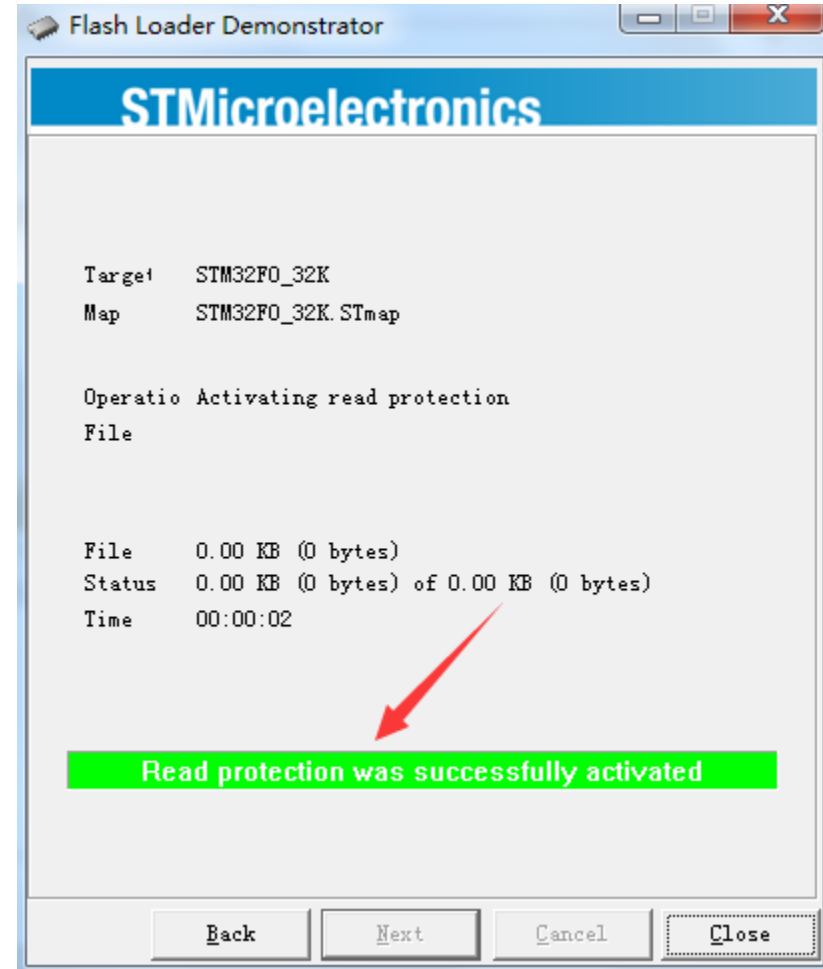 Flash Loader Demonstrator
STMicroelectronics
Target STM32F0_32K
Map STM32F0_32K.STmap
Operatio Activating read protection
File
File 0.00 KB (0 bytes)
Status 0.00 KB (0 bytes) of 0.00 KB (0 bytes)
Time 00:00:02
Read protection was successfully activated
Back Next Cancel Close